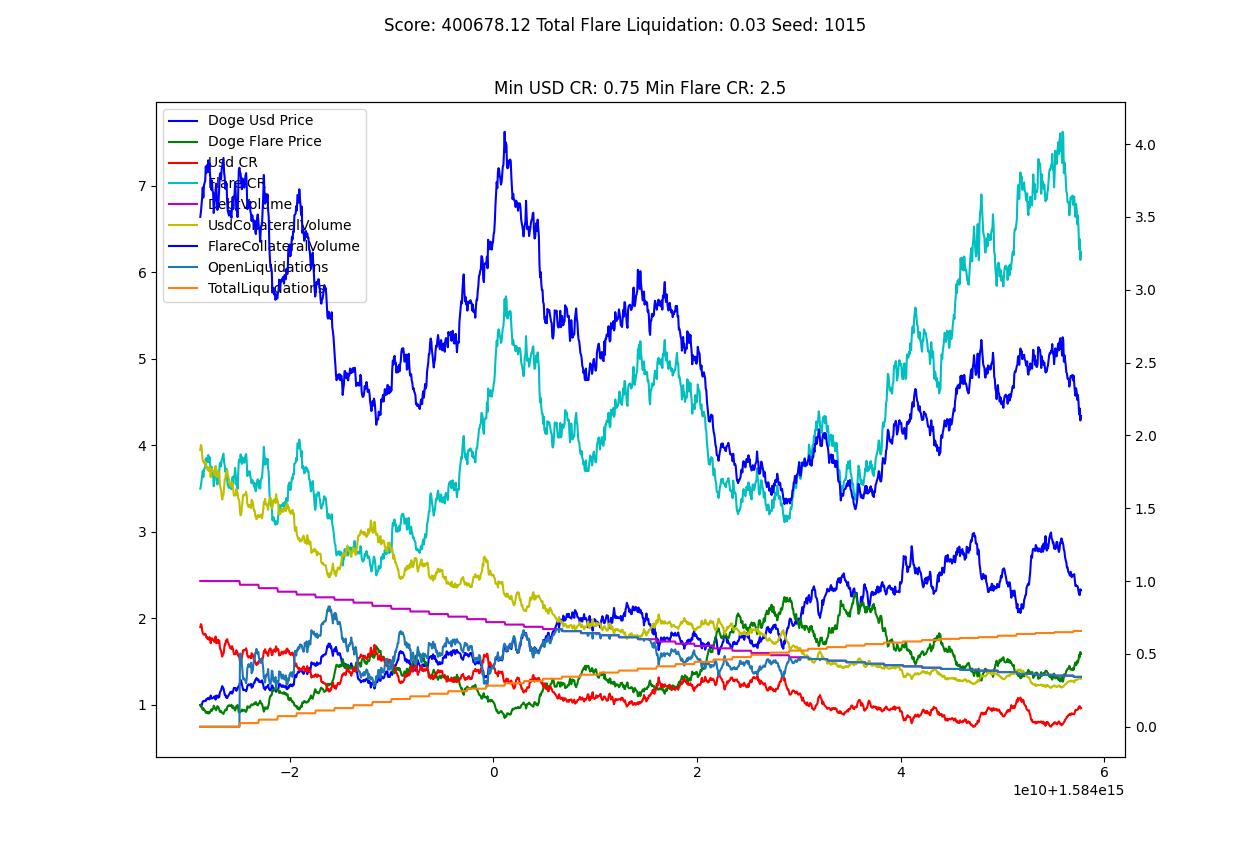 Score: 400678.12 Total Flare Liquidation: 0.03 Seed: 1015
Min USD CR: 0.75 Min Flare CR: 2.5
Doge Usd Price
Doge Flare Price
Usd CR
Flare CR
DebtVolume
UsdCollateralVolume
FlareCollateralVolume
OpenLiquidations
TotalLiquidations
7
6
5
4
3
2
1
4.0
3.5
3.0
2.5
2.0
1.5
1.0
0.5
0.0
−2
0
2
4
6
1e10+1.584e15